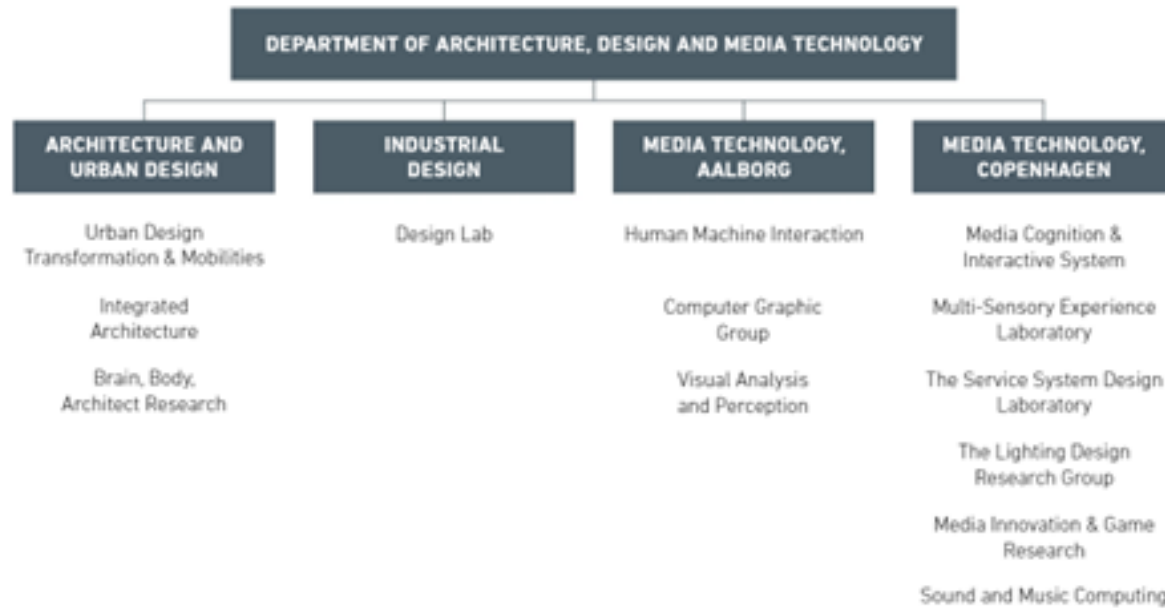 DEPARTMENT OF ARCHITECTURE, DESIGN AND MEDIA TECHNOLOGY
ARCHITECTURE AND
URBAN DESIGN
Urban Design
Transformation & Mobilities
Integrated
Architecture
Brain, Body,
Architect Research
INDUSTRIAL
DESIGN
Design Lab
MEDIA TECHNOLOGY,
AALBORG
Human Machine Interaction
Computer Graphic
Group
Visual Analysis
and Perception
MEDIA TECHNOLOGY,
COPENHAGEN
Media Cognition &
Interactive System
Multi-Sensory Experience
Laboratory
The Service System Design
Laboratory
The Lighting Design
Research Group
Media Innovation & Game
Research
Sound and Music Computing